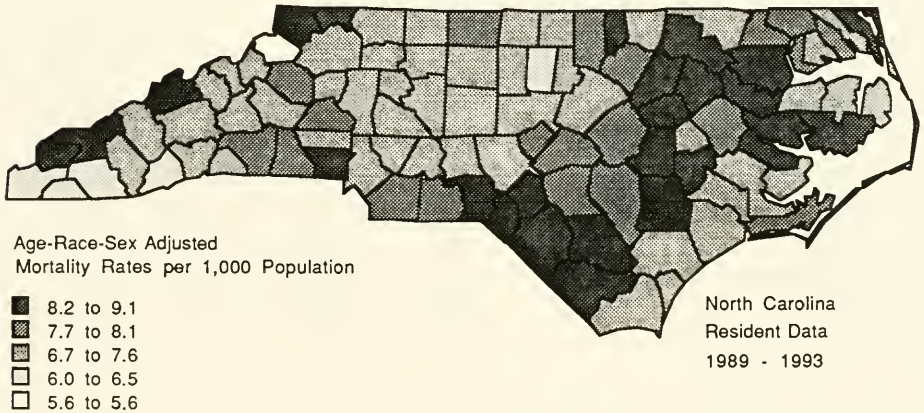 Age-Race-Sex Adjusted
Mortality Rates per 1,000 Population
8.2 to 9.1
7.7 to 8.1
6.7 to 7.6
6.0 to 6.5
5.6 to 5.6
North Carolina
Resident Data
1989 - 1993